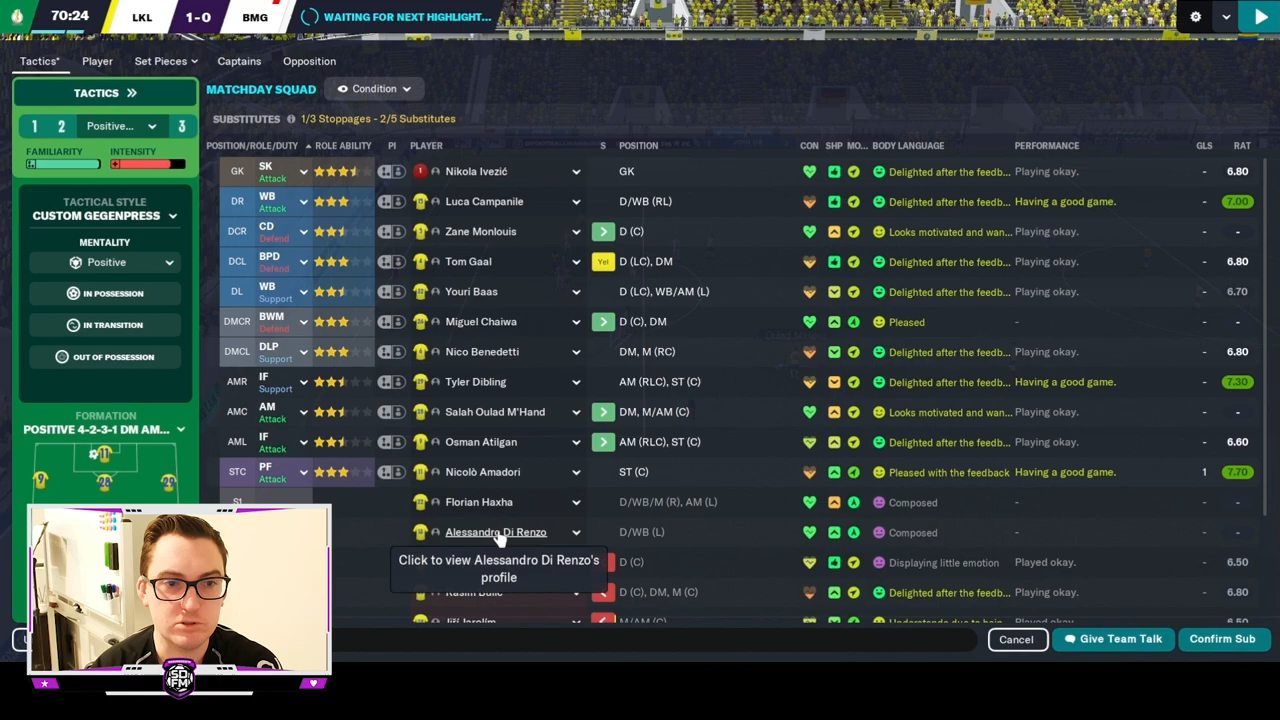 70:24 LKL 1-0 BMG WAITING FOR NEXT HIGHLIGHT...
Tactics* Player Set Pieces Captains Opposition
TACTICS
1 2 Positive... 3
FAMILIARITY INTENSITY
TACTICAL STYLE
CUSTOM GEGENPRESS
MENTALITY
Positive
IN POSSESSION
IN TRANSITION
OUT OF POSSESSION
FORMATION
POSITIVE 4-2-3-1 DM AM...
11
9 28 29
MATCHDAY SQUAD Condition
SUBSTITUTES 1/3 Stoppages - 2/5 Substitutes
POSITION/ROLE/DUTY ROLE ABILITY PI PLAYER S POSITION CON SHP MO... BODY LANGUAGE PERFORMANCE GLS RAT
GK SK Attack Nikola Ivezić GK Delighted after the feedb... Playing okay. - 6.80
DR WB Attack Luca Campanile D/WB (RL) Delighted after the feedb... Having a good game. - 7.00
DCR CD Defend Zane Monlouis D (C) Looks motivated and wan... Playing okay. - -
DCL BPD Defend Tom Gaal Yel D (LC), DM Delighted after the feedb... Playing okay. - 6.80
DL WB Support Youri Baas D (LC), WB/AM (L) Delighted after the feedb... Playing okay. - 6.70
DMCR BWM Defend Miguel Chaiwa D (C), DM Pleased - - -
DMCL DLP Support Nico Benedetti DM, M (RC) Delighted after the feedb... Playing okay. - 6.80
AMR IF Support Tyler Dibling AM (RLC), ST (C) Delighted after the feedb... Having a good game. - 7.30
AMC AM Attack Salah Oulad M'Hand DM, M/AM (C) Looks motivated and wan... Playing okay. - -
AML IF Attack Osman Atilgan AM (RLC), ST (C) Delighted after the feedb... Playing okay. - 6.60
STC PF Attack Nicolò Amadori ST (C) Pleased with the feedback Having a good game. 1 7.70
S1 Florian Haxha D/WB/M (R), AM (L) Composed - - -
Alessandro Di Renzo D/WB (L) Composed - - -
Click to view Alessandro Di Renzo's
profile
D (C) Displaying little emotion Played okay. - 6.50
D (C), DM, M (C) Delighted after the feedb... Played okay. - 6.80
Cancel Give Team Talk Confirm Sub
SDFM